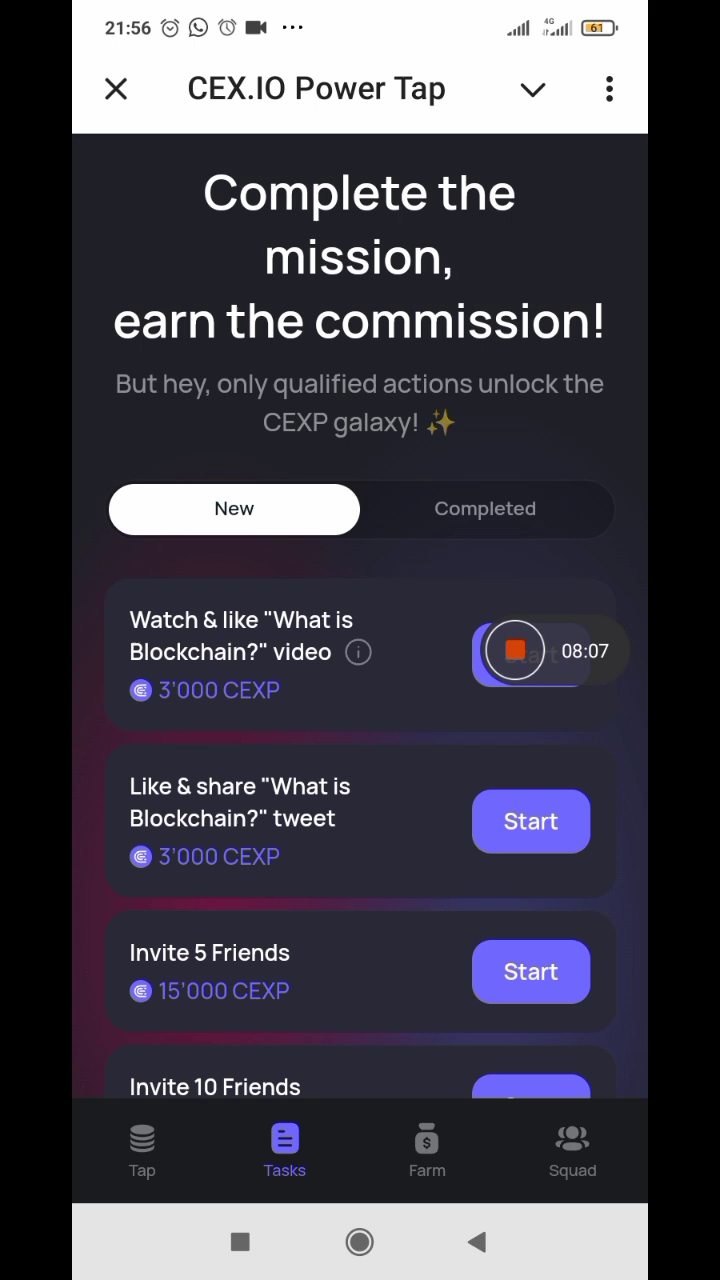 21:56
4G
61
CEX.IO Power Tap
Complete the
mission,
earn the commission!
But hey, only qualified actions unlock the
CEXP galaxy! ✨
New
Completed
Watch & like "What is
Blockchain?" video
3'000 CEXP
Start
08:07
Like & share "What is
Blockchain?" tweet
3'000 CEXP
Start
Invite 5 Friends
15'000 CEXP
Start
Invite 10 Friends
Tap
Tasks
Farm
Squad